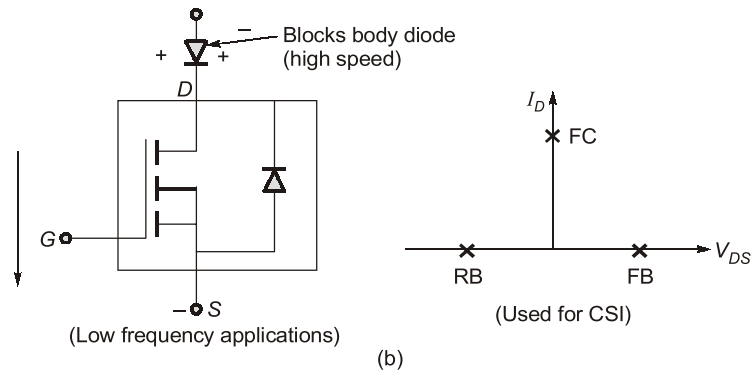 –
Blocks body diode
+ +
(high speed)
D
I_D
FC
G
V_DS
RB FB
– S
(Used for CSI)
(Low frequency applications)
(b)